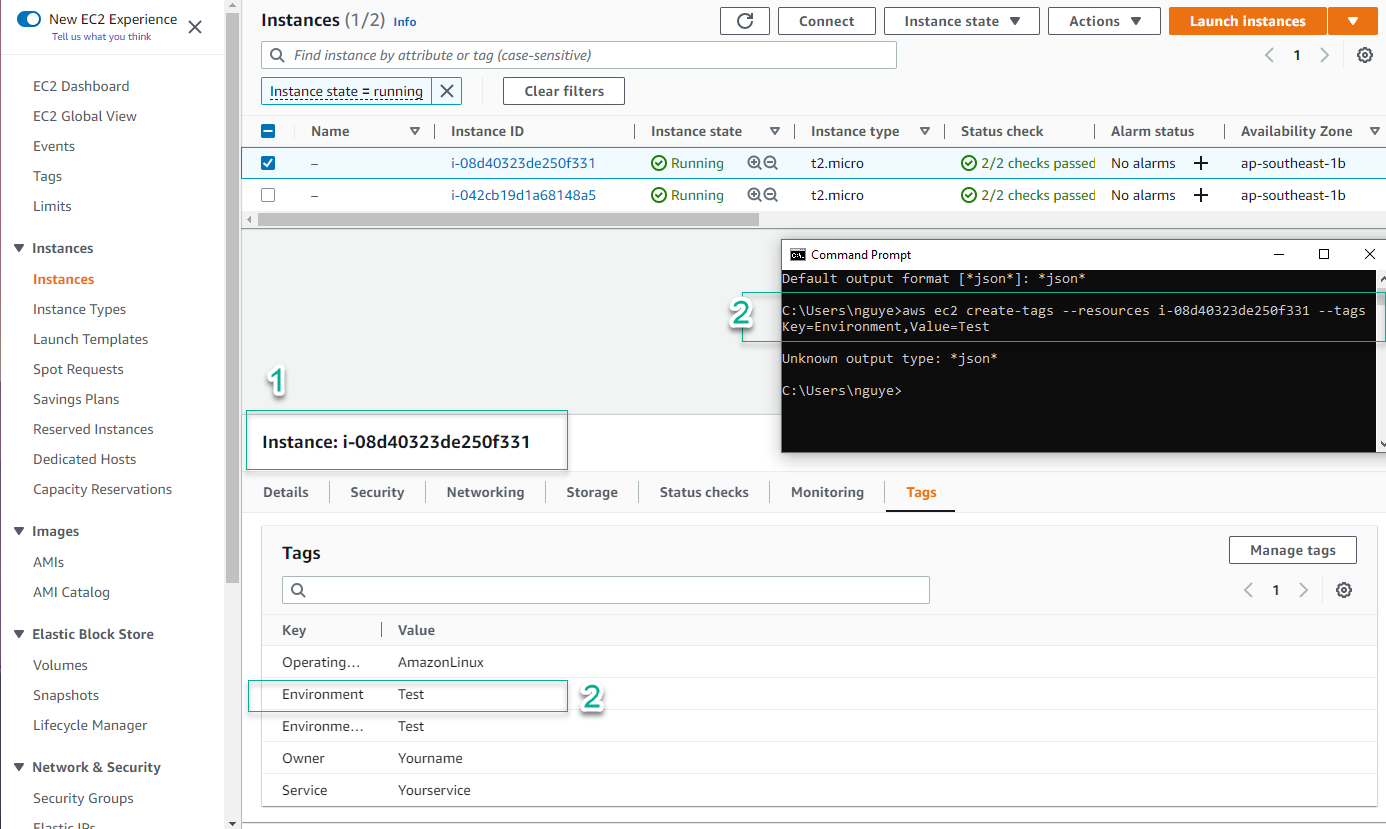 New EC2 Experience
Tell us what you think
EC2 Dashboard
EC2 Global View
Events
Tags
Limits
Instances
Instances
Instance Types
Launch Templates
Spot Requests
Savings Plans
Reserved Instances
Dedicated Hosts
Capacity Reservations
Images
AMIs
AMI Catalog
Elastic Block Store
Volumes
Snapshots
Lifecycle Manager
Network & Security
Security Groups
Elastic IPs
Instances (1/2) Info
Connect
Instance state
Actions
Launch instances
Find instance by attribute or tag (case-sensitive)
1
Instance state = running
Clear filters
Name Instance ID Instance state Instance type Status check Alarm status Availability Zone
– i-08d40323de250f331 Running t2.micro 2/2 checks passed No alarms + ap-southeast-1b
– i-042cb19d1a68148a5 Running t2.micro 2/2 checks passed No alarms + ap-southeast-1b
Command Prompt
Default output format [*json*]: *json*
2
C:\Users\nguye>aws ec2 create-tags --resources i-08d40323de250f331 --tags
Key=Environment,Value=Test
Unknown output type: *json*
C:\Users\nguye>
1
Instance: i-08d40323de250f331
Details Security Networking Storage Status checks Monitoring Tags
Tags
Manage tags
1
Key Value
Operating... AmazonLinux
Environment Test
2
Environme... Test
Owner Yourname
Service Yourservice